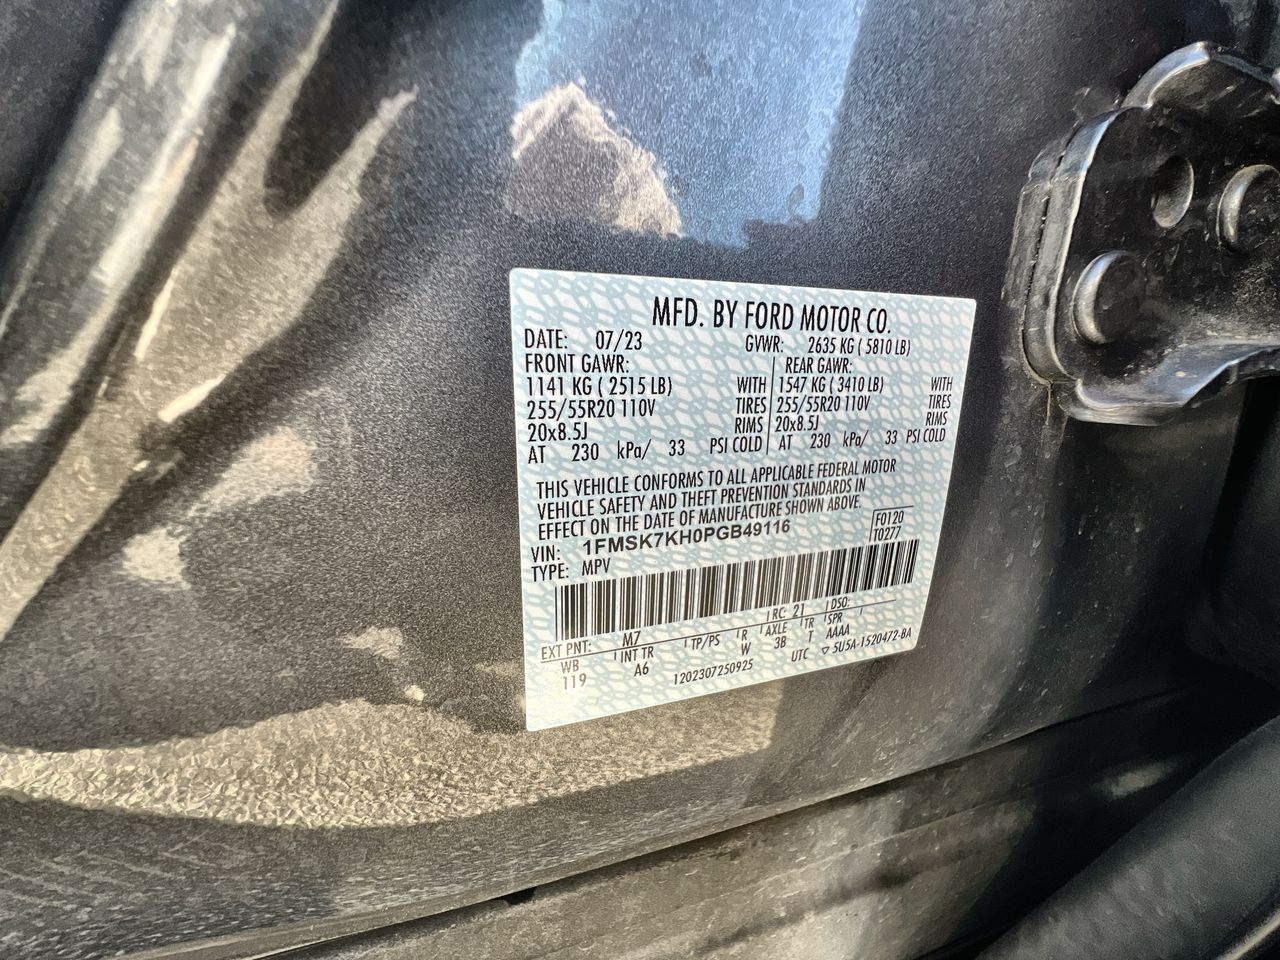 MFD. BY FORD MOTOR CO.
DATE: 07/23 GVWR: 2635 KG ( 5810 LB)
FRONT GAWR: REAR GAWR:
1141 KG ( 2515 LB) WITH 1547 KG ( 3410 LB) WITH
255/55R20 110V TIRES 255/55R20 110V TIRES
20x8.5J RIMS 20x8.5J RIMS
AT 230 kPa/ 33 PSI COLD AT 230 kPa/ 33 PSI COLD
THIS VEHICLE CONFORMS TO ALL APPLICABLE FEDERAL MOTOR
VEHICLE SAFETY AND THEFT PREVENTION STANDARDS IN
EFFECT ON THE DATE OF MANUFACTURE SHOWN ABOVE.
VIN: 1FMSK7KH0PGB49116 F0120
TYPE: MPV T0277
EXT PNT: M7 RC: 21 DSO:
WB INT TR TP/PS R AXLE TR SPR
119 A6 W 3B T AAAA
1202307250925 UTC ▽ 5U5A-1520472-BA